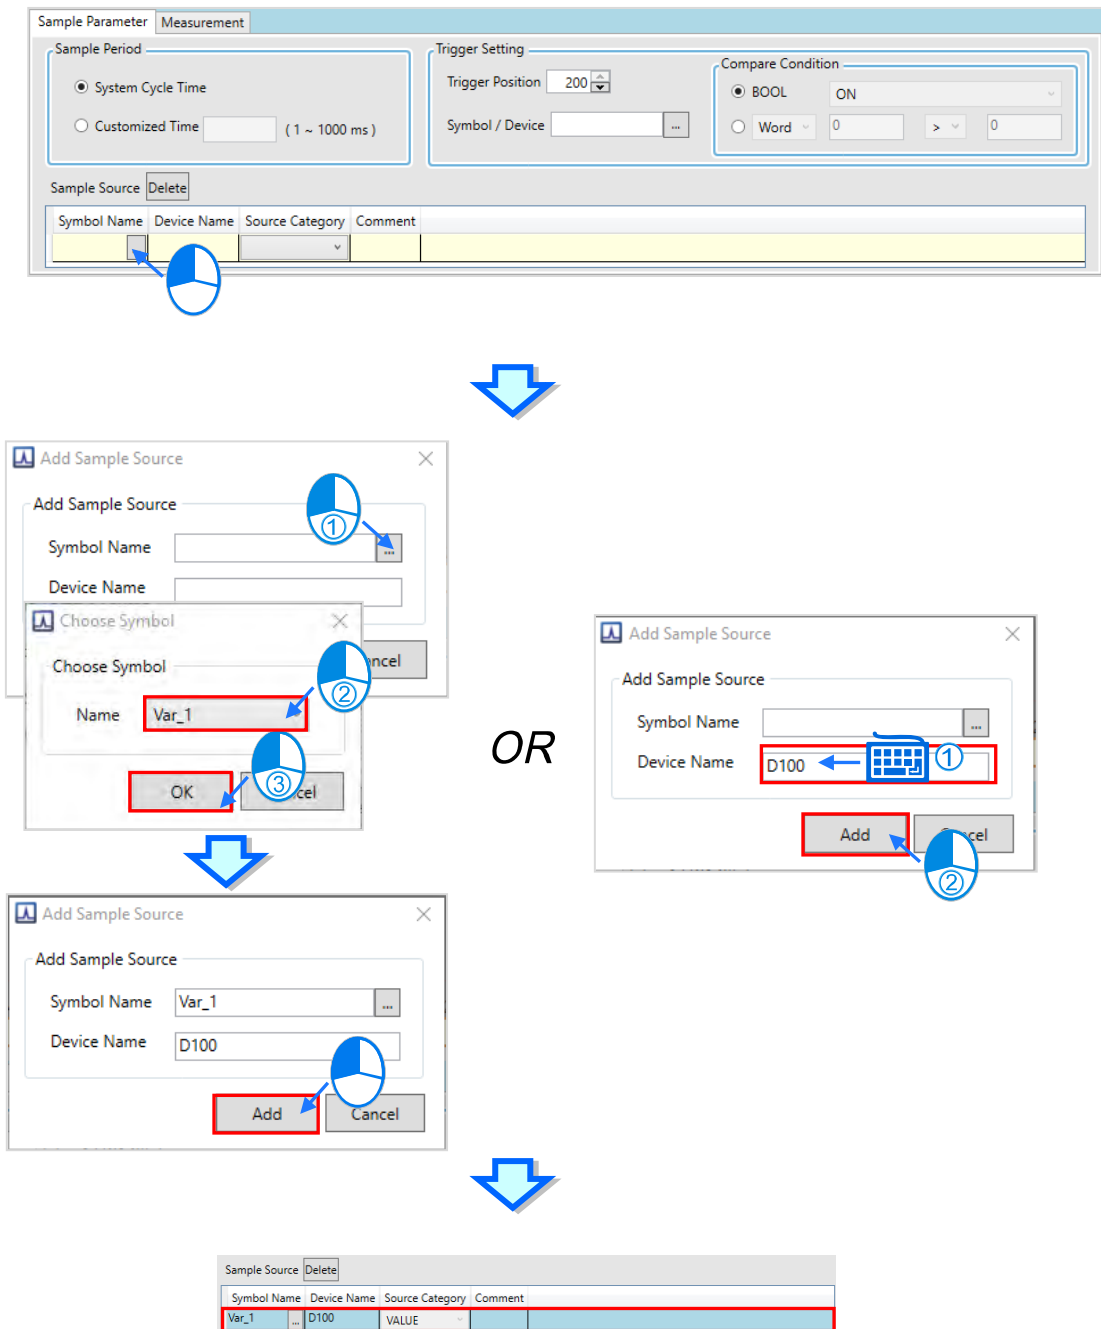 Sample Parameter Measurement
Sample Period
System Cycle Time
Customized Time ( 1 ~ 1000 ms )
Trigger Setting
Trigger Position 200
Symbol / Device ...
Compare Condition
BOOL ON
Word 0 > 0
Sample Source Delete
Symbol Name Device Name Source Category Comment
Add Sample Source
Add Sample Source
Symbol Name ...
1
Device Name
Choose Symbol
Choose Symbol
Name Var_1
2
OK
3
OR
Add Sample Source
Add Sample Source
Symbol Name ...
Device Name D100 1
Add
2
Add Sample Source
Add Sample Source
Symbol Name Var_1 ...
Device Name D100
Add Cancel
Sample Source Delete
Symbol Name Device Name Source Category Comment
Var_1 ... D100 VALUE